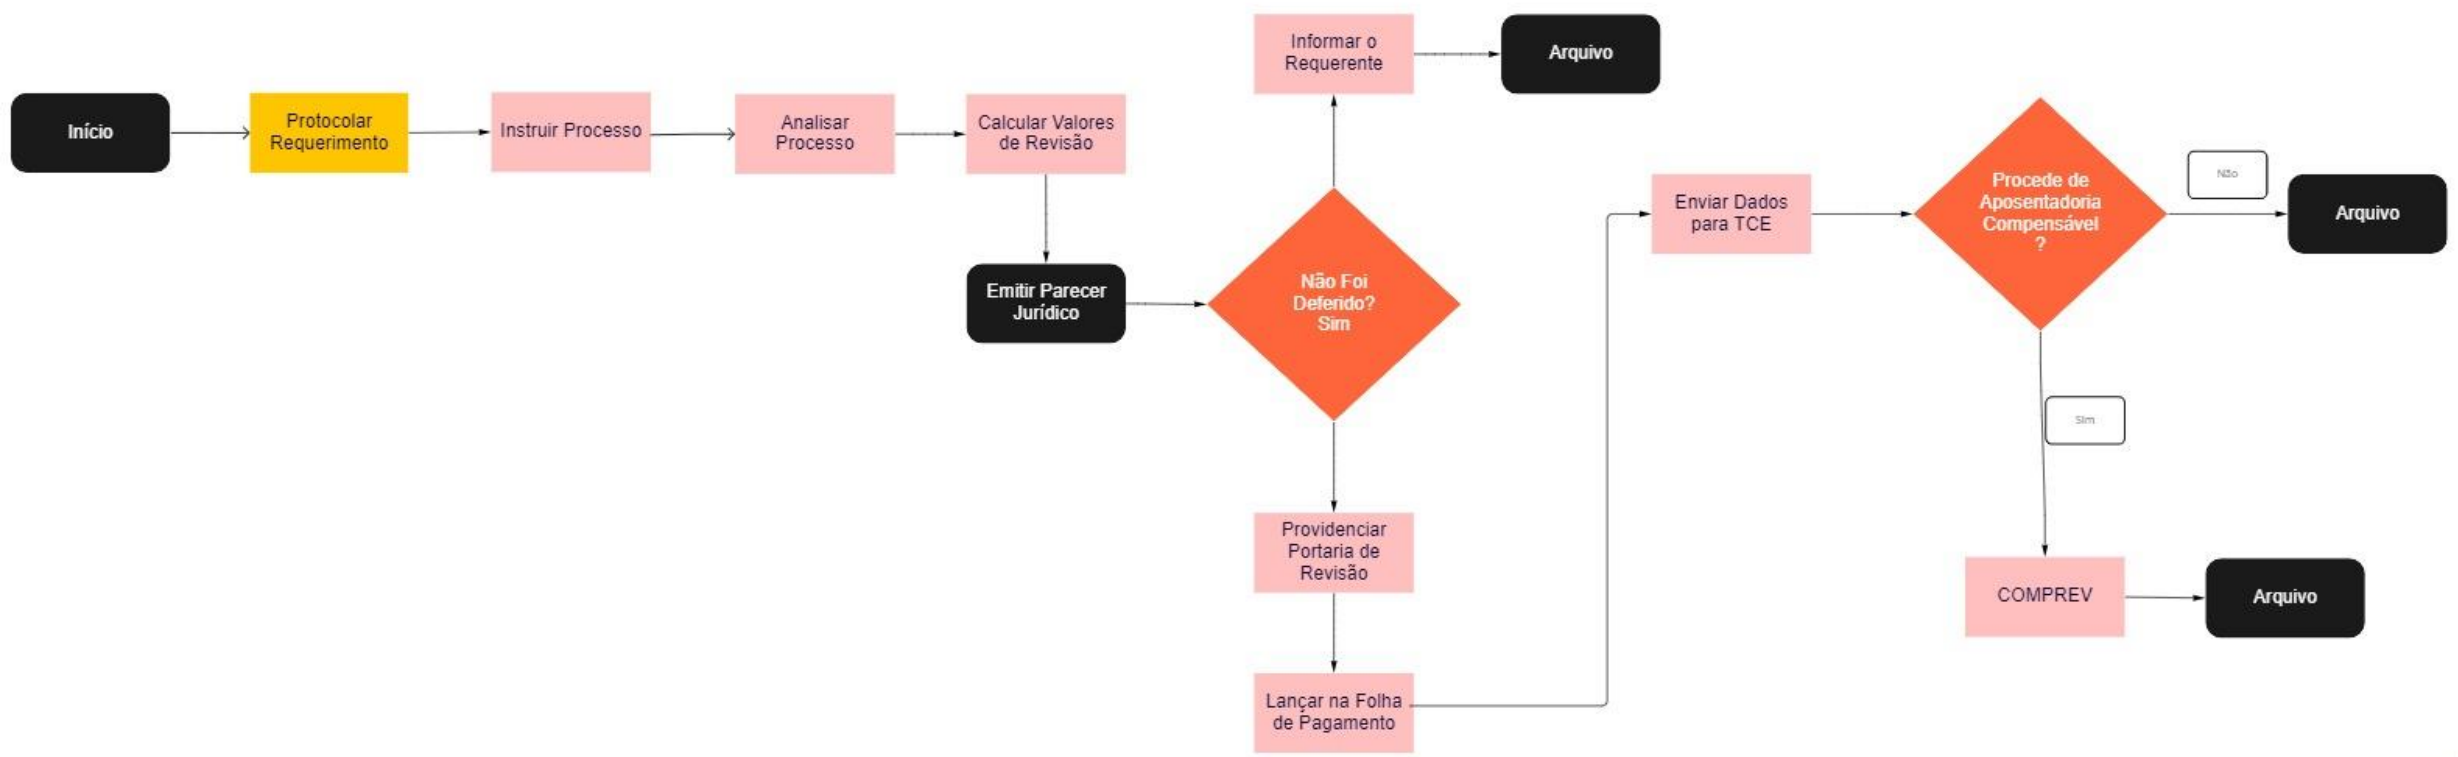 Início
Protocolar
Requerimento
Instruir Processo
Analisar
Processo
Calcular Valores
de Revisão
Emitir Parecer
Jurídico
Não Foi
Deferido?
Sim
Informar o
Requerente
Arquivo
Providenciar
Portaria de
Revisão
Lançar na Folha
de Pagamento
Enviar Dados
para TCE
Procede de
Aposentadoria
Compensável
?
Não
Arquivo
Sim
COMPREV
Arquivo